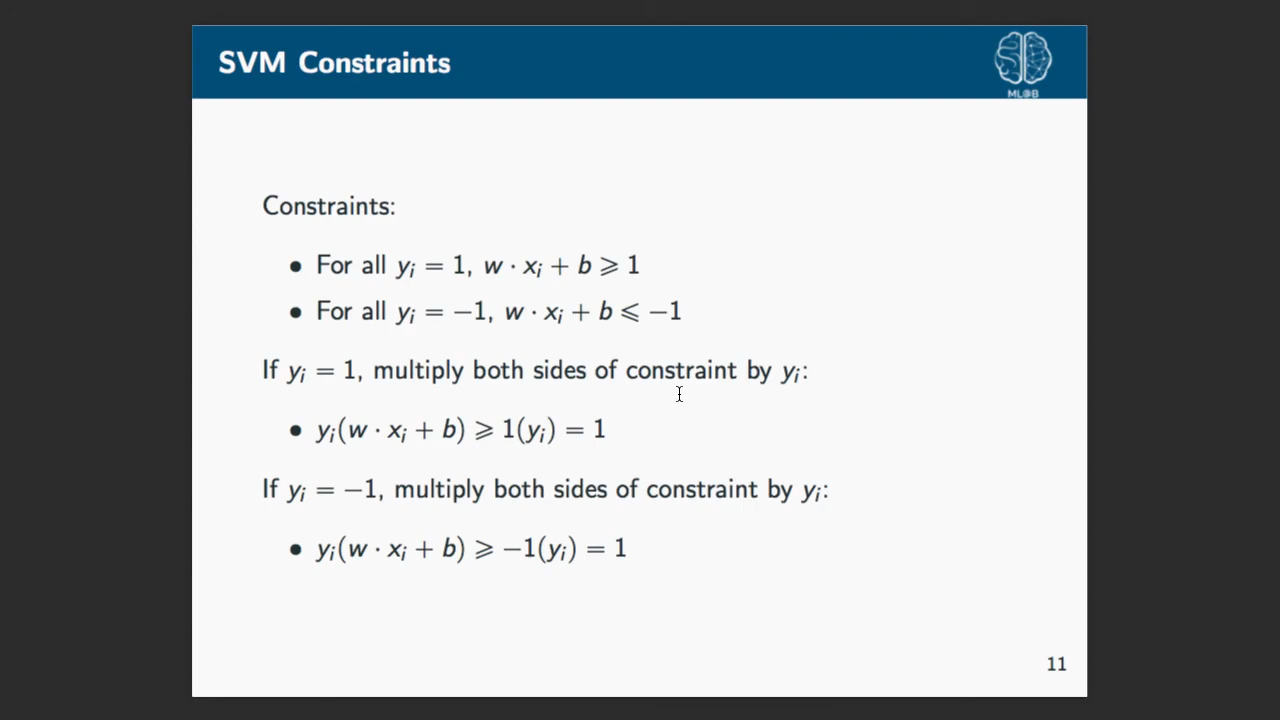 SVM Constraints
ML@B
Constraints:
• For all yᵢ = 1, w · xᵢ + b ⩾ 1
• For all yᵢ = −1, w · xᵢ + b ⩽ −1
If yᵢ = 1, multiply both sides of constraint by yᵢ:
• yᵢ(w · xᵢ + b) ⩾ 1(yᵢ) = 1
If yᵢ = −1, multiply both sides of constraint by yᵢ:
• yᵢ(w · xᵢ + b) ⩾ −1(yᵢ) = 1
11